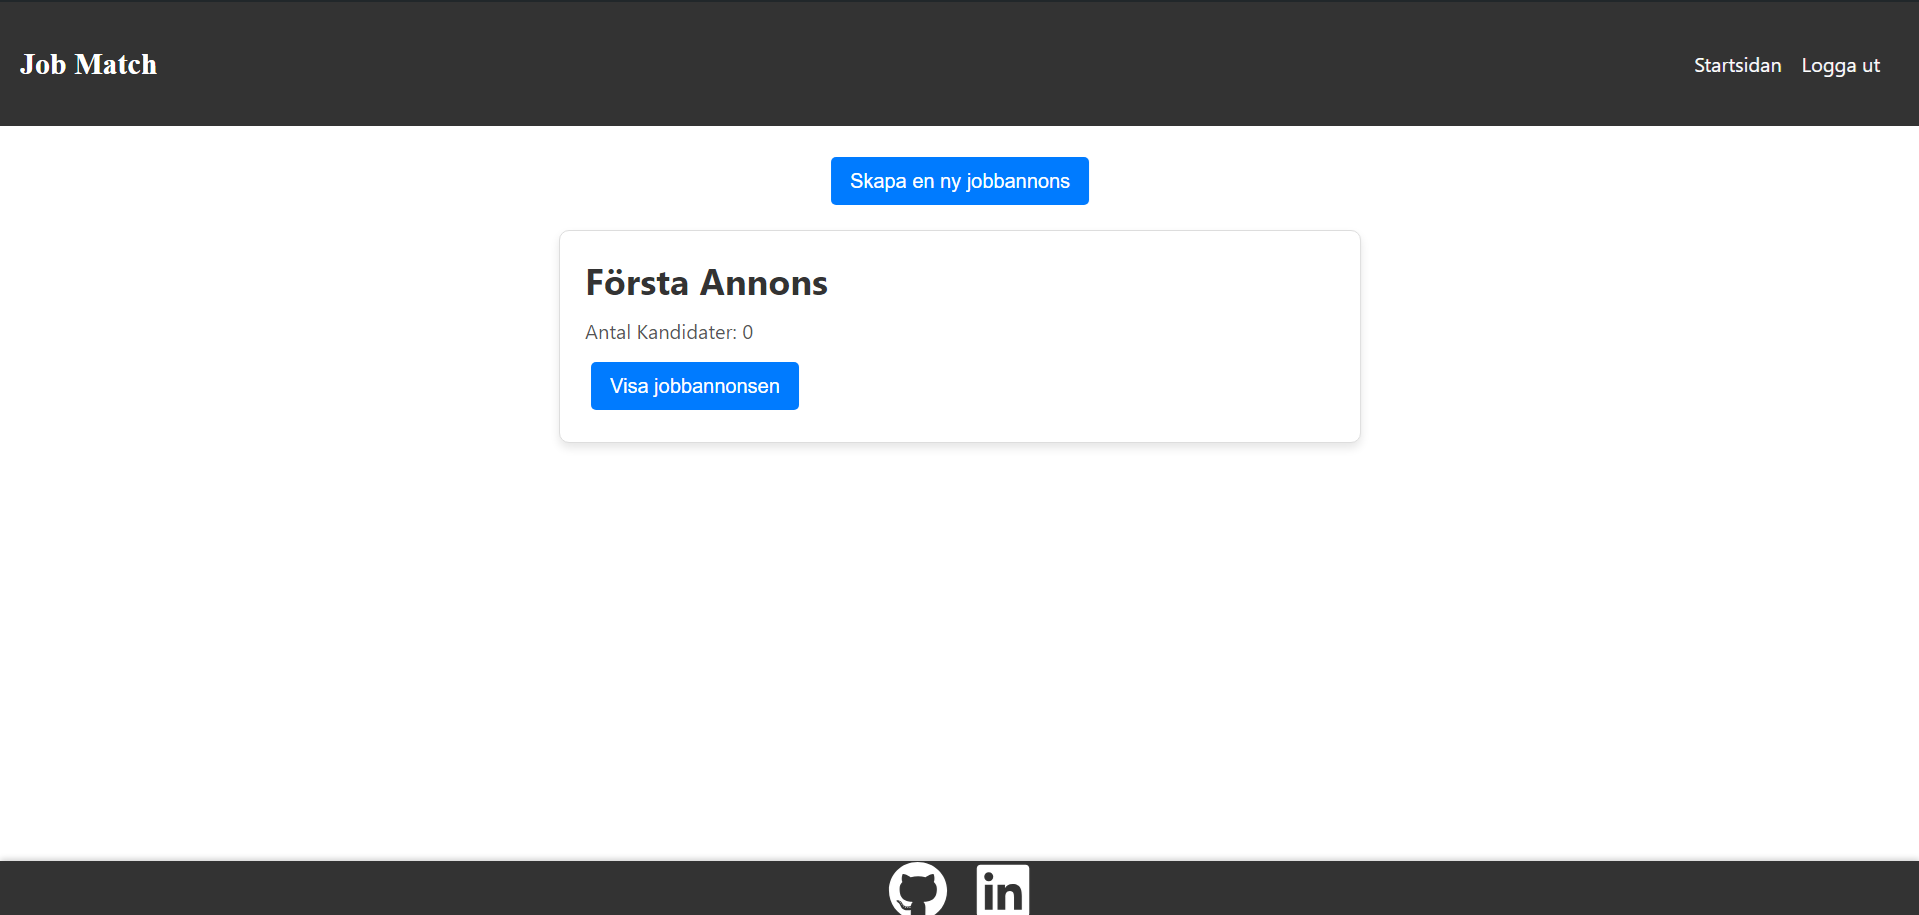 Job Match
Startsidan
Logga ut
Skapa en ny jobbannons
Första Annons
Antal Kandidater: 0
Visa jobbannonsen
in